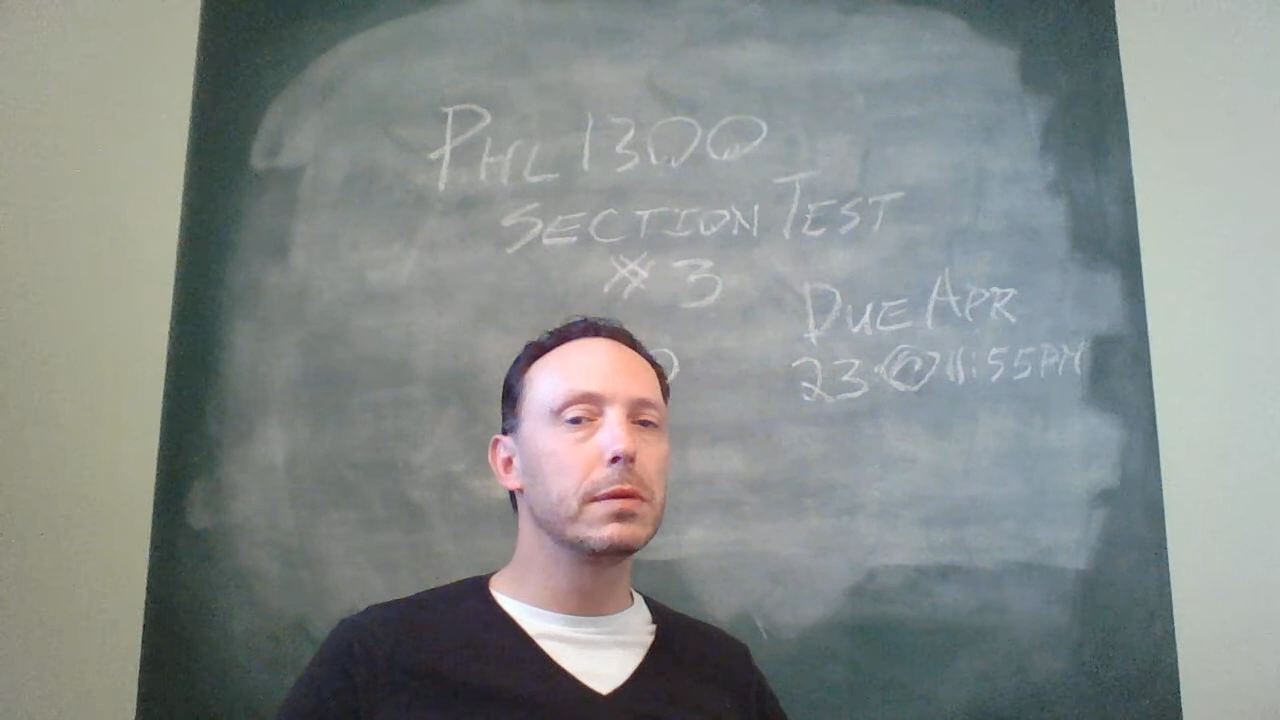 PHL 1300
SECTION TEST
# 3
DUE APR
23 @ 11:55PM